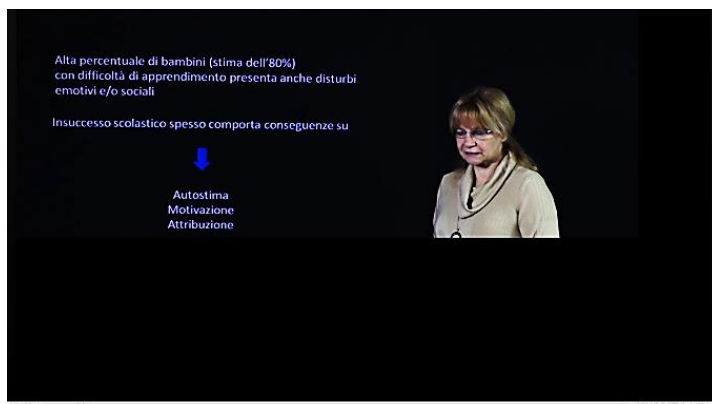 Alta percentuale di bambini (stima dell'80%)
con difficoltà di apprendimento presenta anche disturbi
emotivi e/o sociali
Insuccesso scolastico spesso comporta conseguenze su
Autostima
Motivazione
Attribuzione